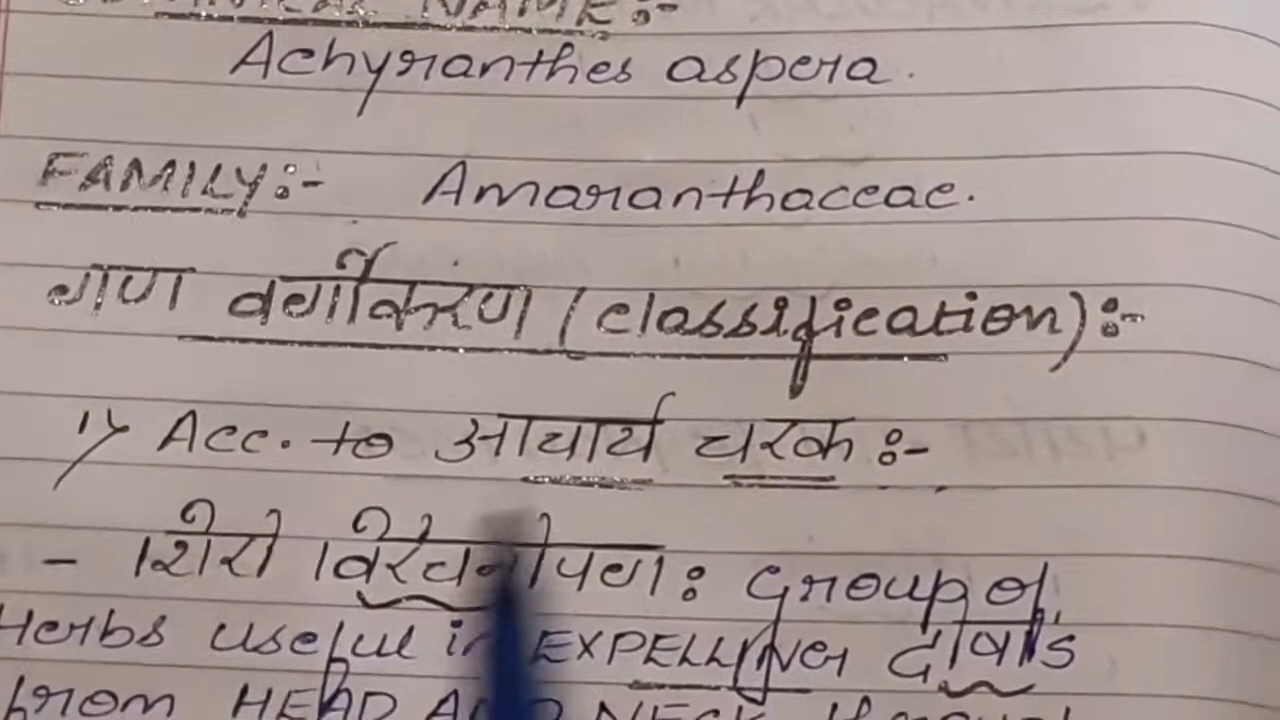 NAME:-
Achyranthes aspera.
FAMILY:- Amaranthaceae.
गण वर्गीकरण (classification):-
1) Acc. to आचार्य चरक:-
- शिरो विरेचनोपग: Group of
Herbs useful in EXPELLING दोषाs
from HEAD AND NECK